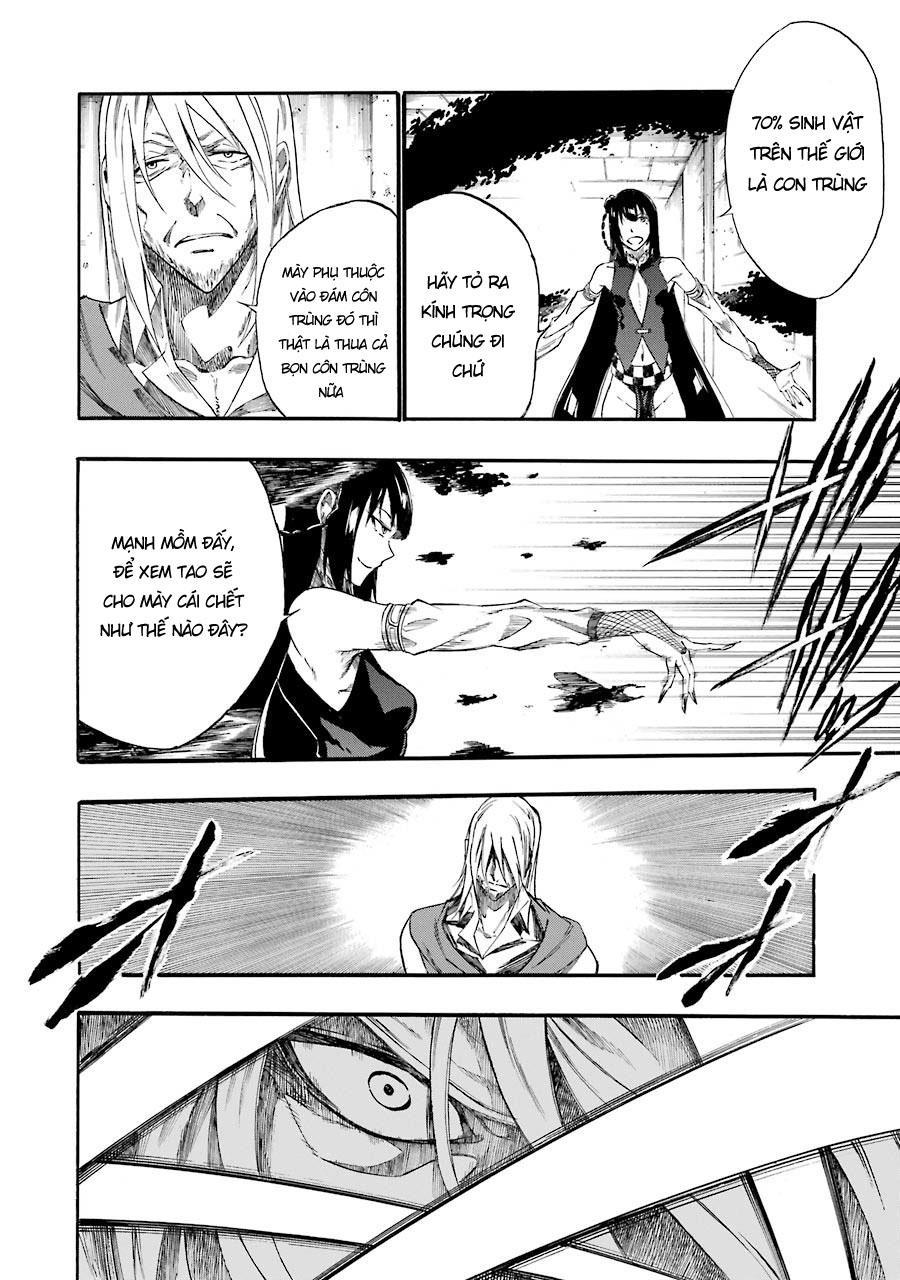 70% SINH VẬT
TRÊN THẾ GIỚI
LÀ CON TRÙNG
HÃY TỎ RA
KÍNH TRỌNG
CHÚNG ĐI
CHỨ
MÀY PHỤ THUỘC
VÀO ĐÁM CÔN
TRÙNG ĐÓ THÌ
THẬT LÀ THUA CẢ
BỌN CÔN TRÙNG
NỮA
MẠNH MỒM ĐẤY,
ĐỂ XEM TAO SẼ
CHO MÀY CÁI CHẾT
NHƯ THẾ NÀO ĐÂY?